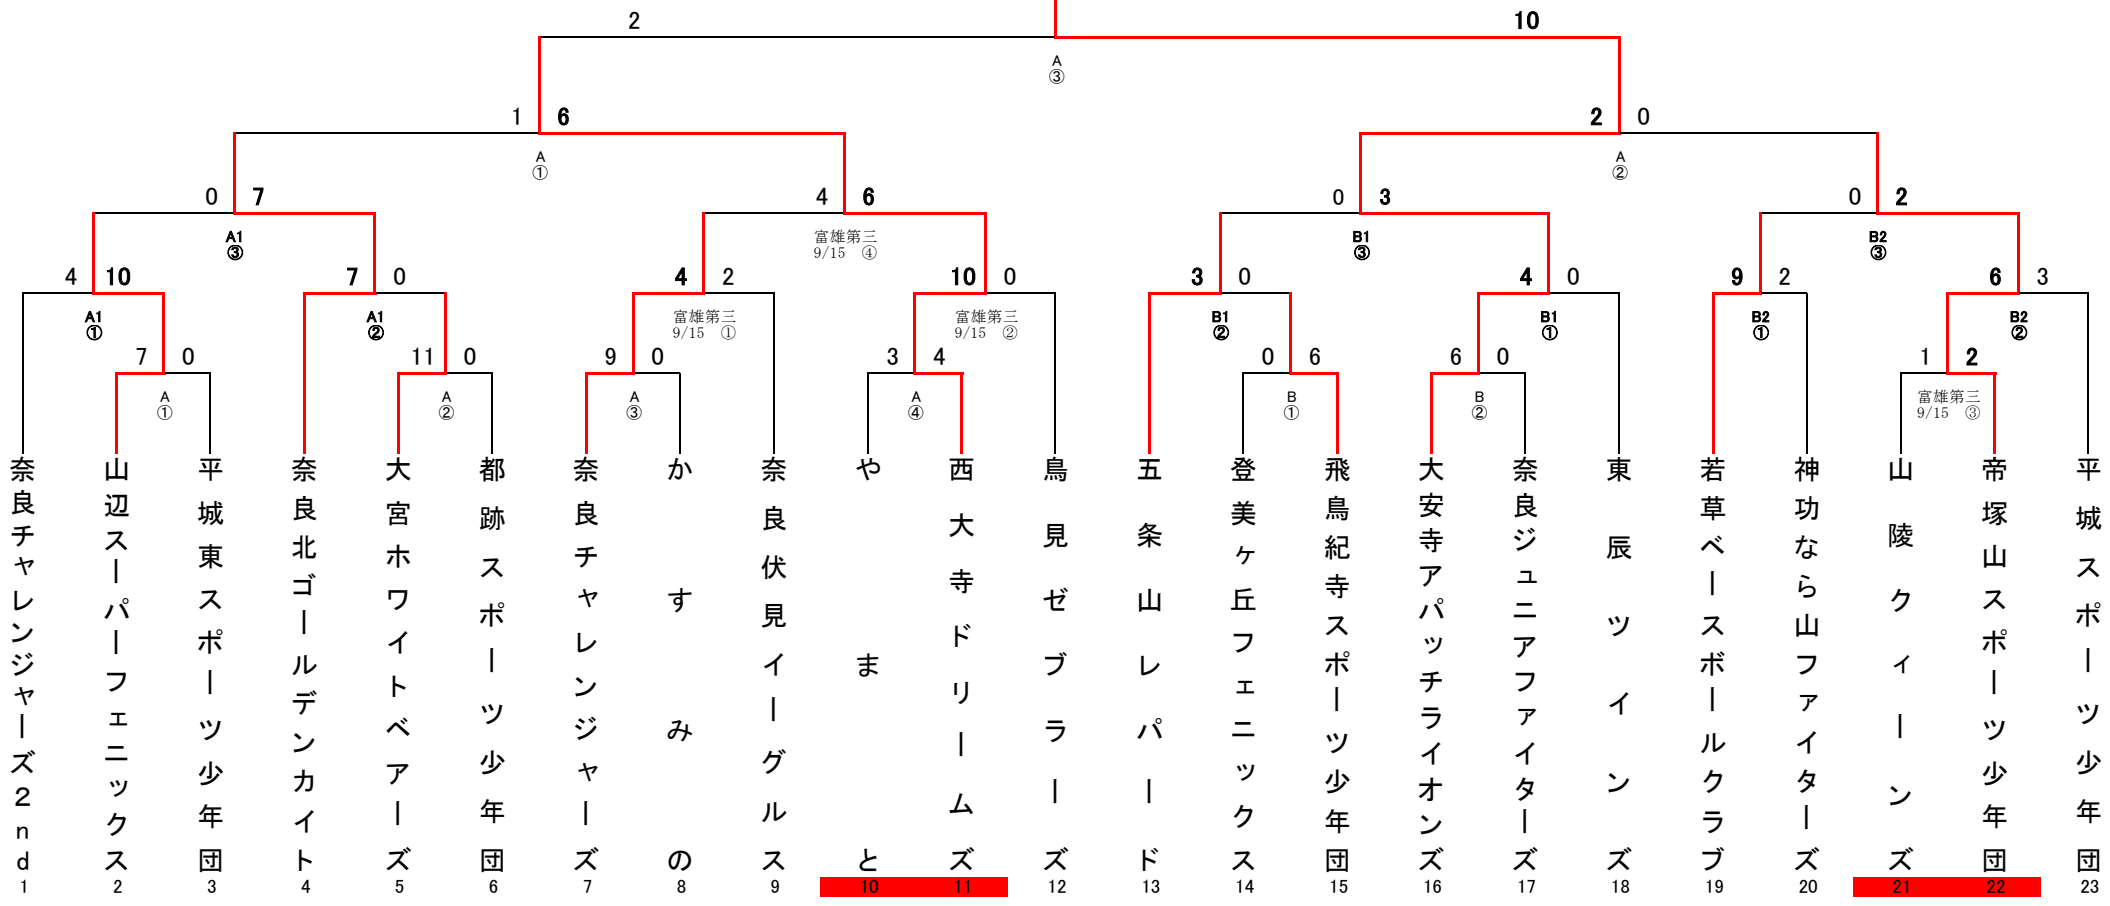 2 10
A
③
1 6 2 0
A
①
A
②
0 7 4 6 0 3 0 2
A1
③
富雄第三
9/15 ④
B1
③
B2
③
4 10 7 0 4 2 10 0 3 0 4 0 9 2 6 3
A1
①
A1
②
富雄第三
9/15 ①
富雄第三
9/15 ②
B1
②
B1
①
B2
①
B2
②
7 0 11 0 9 0 3 4 0 6 6 0 1 2
A
①
A
②
A
③
A
④
B
①
B
②
富雄第三
9/15 ③
奈良チャレンジャーズ2nd
山辺スーパーフェニックス
平城東スポーツ少年団
奈良北ゴールデンカイト
大宮ホワイトベアーズ
都跡スポーツ少年団
奈良チャレンジャーズ
かすみの
奈良伏見イーグルス
やまと
西大寺ドリームズ
鳥見ゼブラーズ
五条山レパード
登美ヶ丘フェニックス
飛鳥紀寺スポーツ少年団
大安寺アパッチライオンズ
奈良ジュニアファイターズ
東辰ツインズ
若草ベースボールクラブ
神功なら山ファイターズ
山陵クィーンズ
帝塚山スポーツ少年団
平城スポーツ少年団
1 2 3 4 5 6 7 8 9 10 11 12 13 14 15 16 17 18 19 20 21 22 23